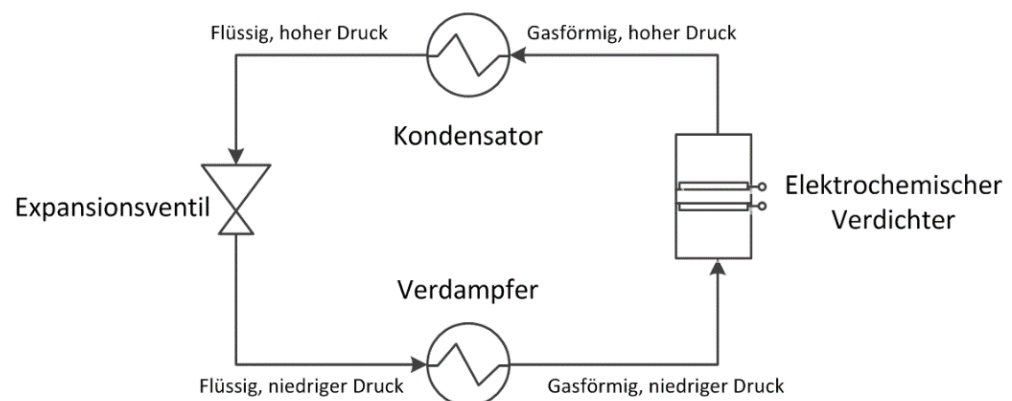 Flüssig, hoher Druck
Gasförmig, hoher Druck
Kondensator
Expansionsventil
Elektrochemischer
Verdichter
Verdampfer
Flüssig, niedriger Druck
Gasförmig, niedriger Druck